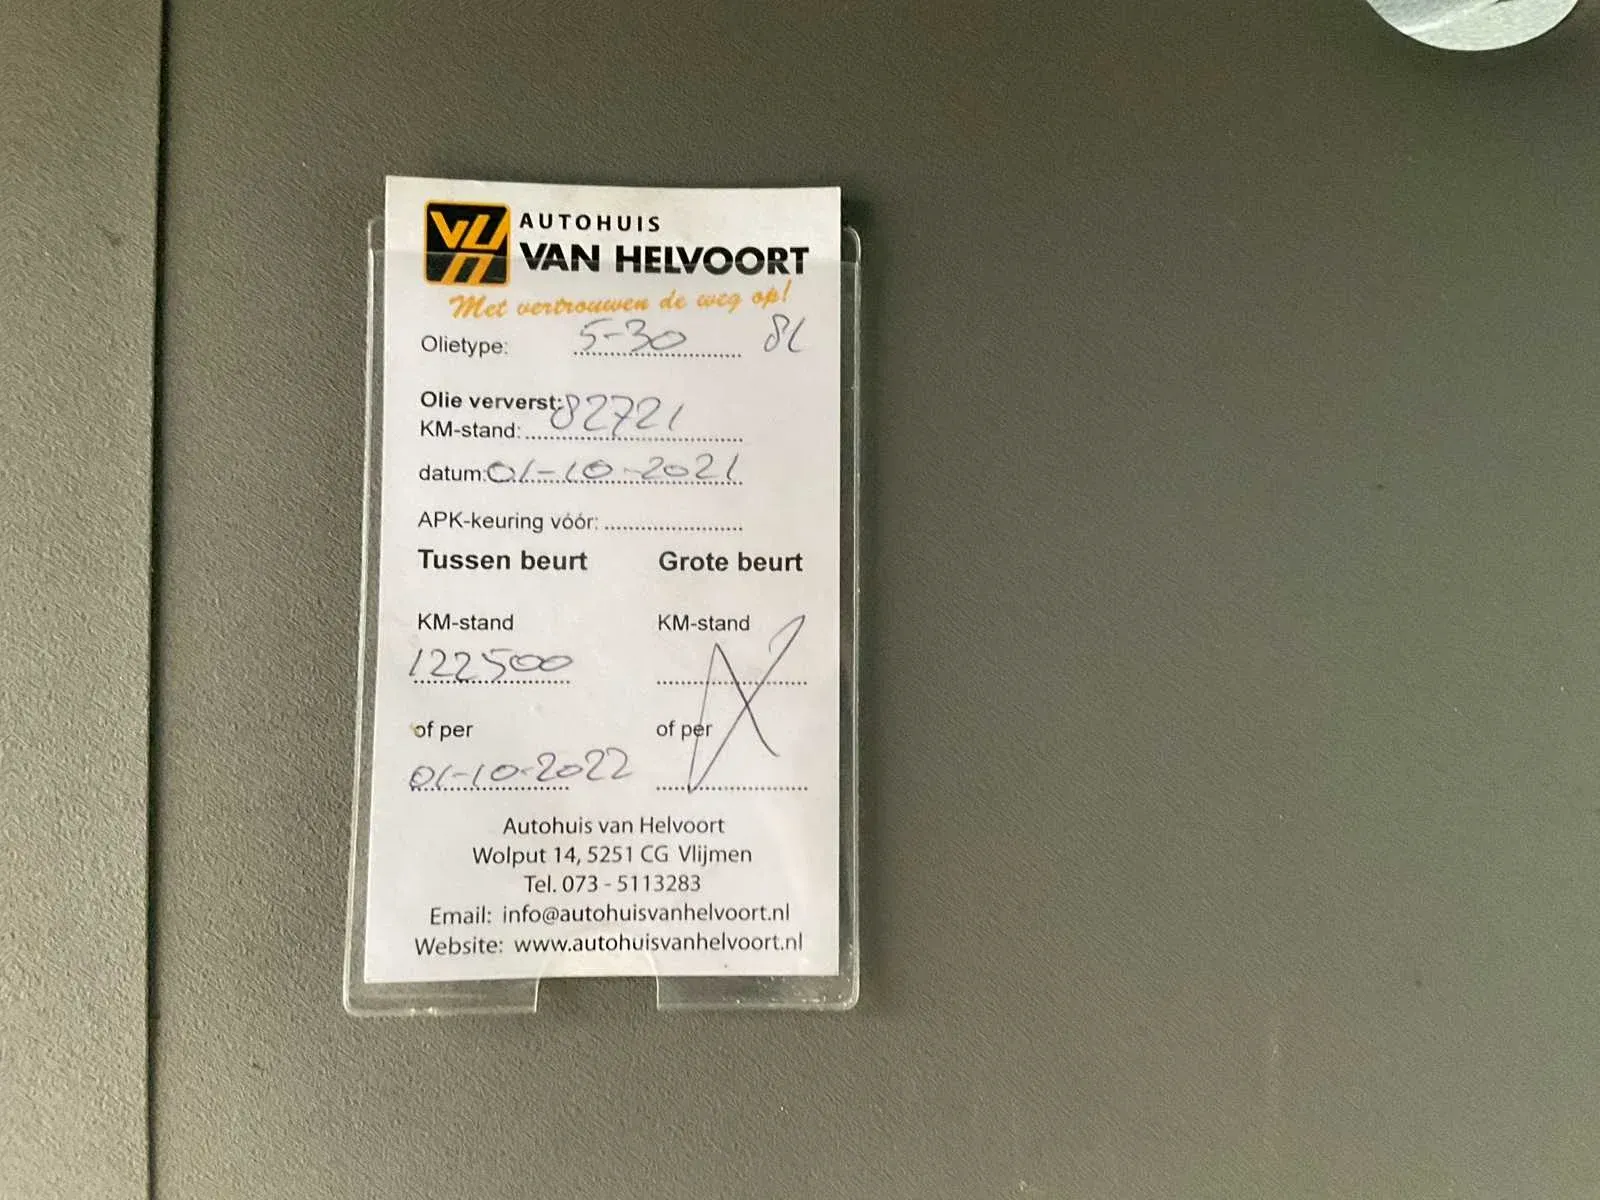 AUTOHUIS
VAN HELVOORT
Met vertrouwen de weg op!
Olietype: 5-30 8L
Olie ververst:
KM-stand: 82721
datum: 01-10-2021
APK-keuring vóór:
Tussen beurt Grote beurt
KM-stand KM-stand
122500
of per of per
01-10-2022
Autohuis van Helvoort
Wolput 14, 5251 CG Vlijmen
Tel. 073 - 5113283
Email: info@autohuisvanhelvoort.nl
Website: www.autohuisvanhelvoort.nl